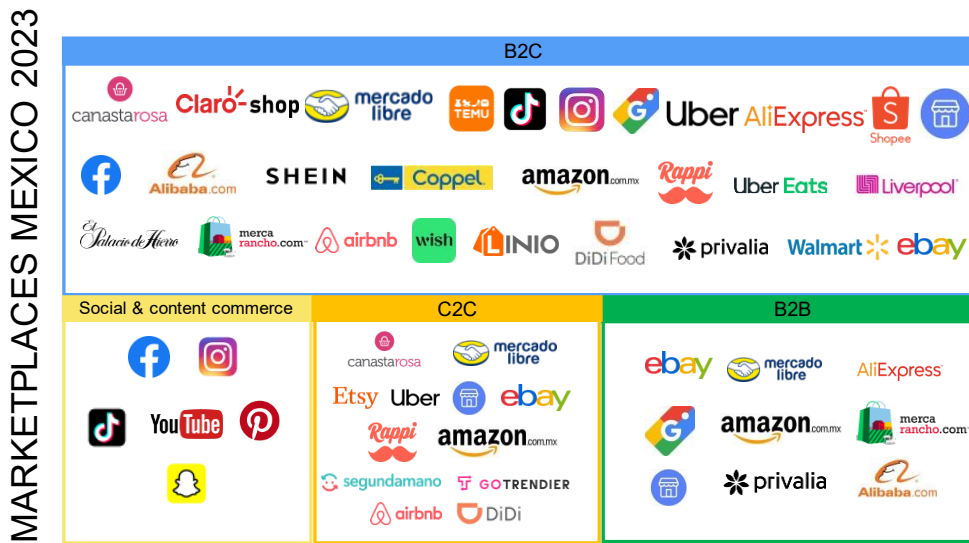 MARKETPLACES MEXICO 2023
B2C
canastarosa
Claro-shop
mercado
libre
TEMU
G
Uber
AliExpress
Shopee
Alibaba.com
SHEIN
Coppel.
amazon.com.mx
Rappi
Uber Eats
Liverpool
El
Palacio de Hierro
merca
rancho.com
airbnb
wish
LINIO
DiDi Food
privalia
Walmart
ebay
Social & content commerce
YouTube
C2C
canastarosa
mercado
libre
Etsy
Uber
ebay
Rappi
amazon.com.mx
segundamano
GOTRENDIER
airbnb
DiDi
B2B
ebay
mercado
libre
AliExpress
G
amazon.com.mx
merca
rancho.com
privalia
Alibaba.com